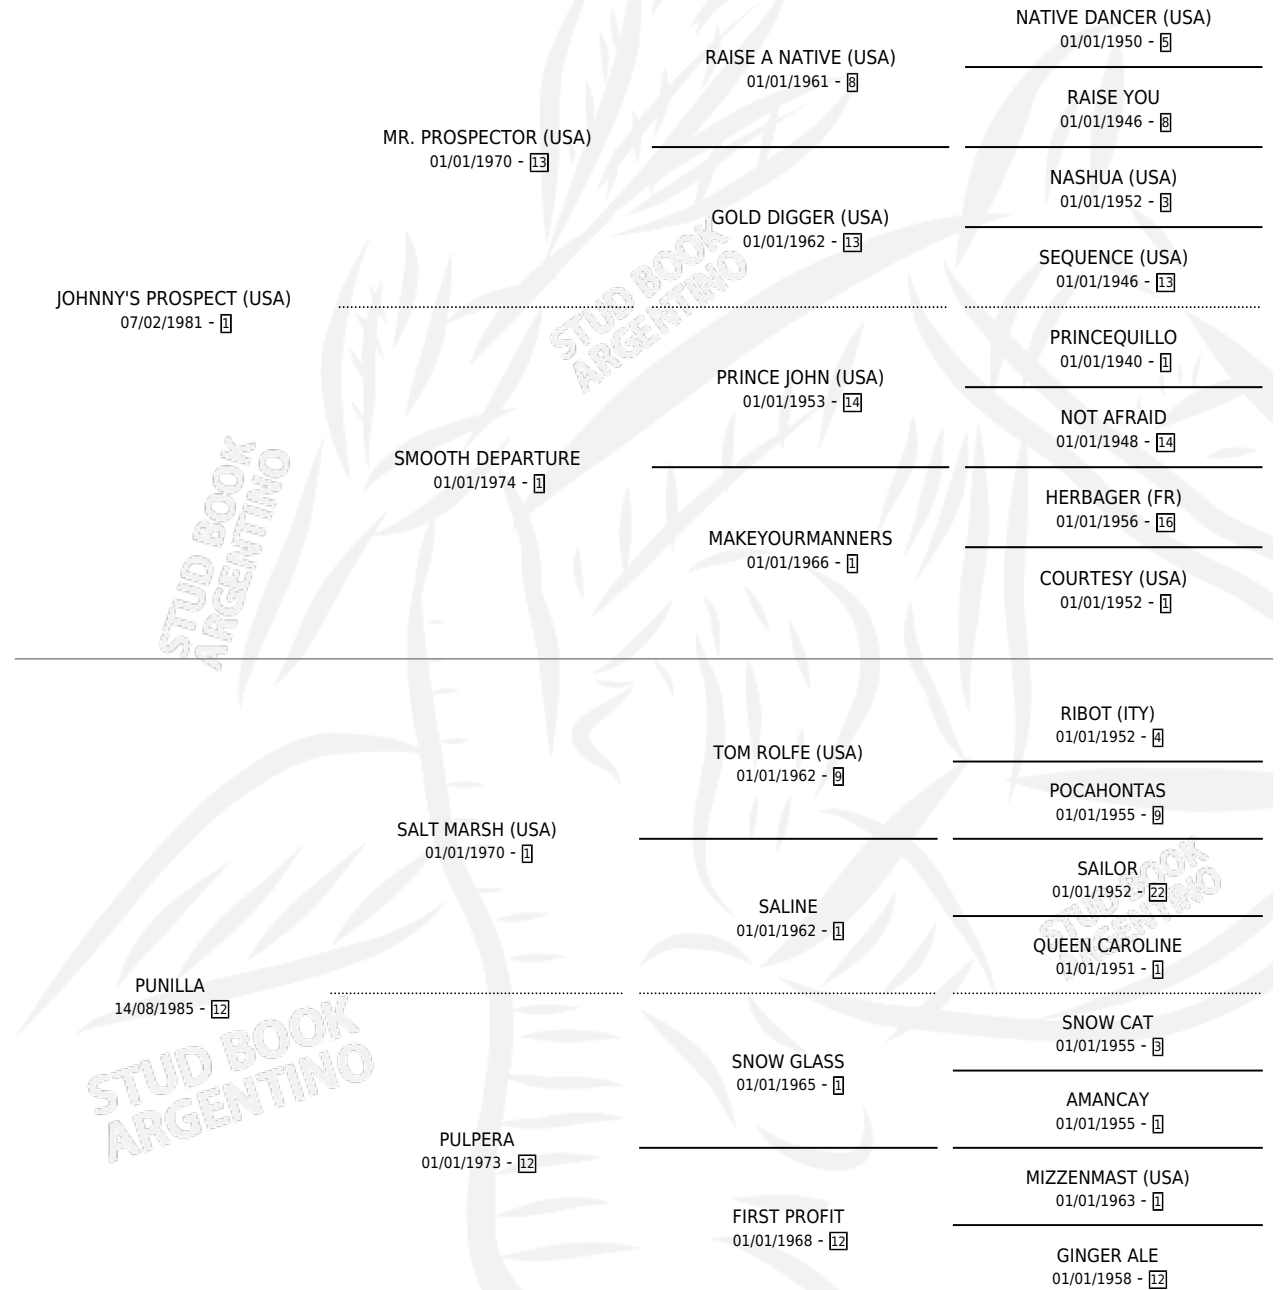 NATIVE DANCER (USA)
01/01/1950 - 5
RAISE A NATIVE (USA)
01/01/1961 - 8
RAISE YOU
01/01/1946 - 8
MR. PROSPECTOR (USA)
01/01/1970 - 13
NASHUA (USA)
01/01/1952 - 3
GOLD DIGGER (USA)
01/01/1962 - 13
SEQUENCE (USA)
01/01/1946 - 13
JOHNNY'S PROSPECT (USA)
07/02/1981 - 1
PRINCEQUILLO
01/01/1940 - 1
PRINCE JOHN (USA)
01/01/1953 - 14
NOT AFRAID
01/01/1948 - 14
SMOOTH DEPARTURE
01/01/1974 - 1
HERBAGER (FR)
01/01/1956 - 16
MAKEYOURMANNERS
01/01/1966 - 1
COURTESY (USA)
01/01/1952 - 1
RIBOT (ITY)
01/01/1952 - 4
TOM ROLFE (USA)
01/01/1962 - 9
POCAHONTAS
01/01/1955 - 9
SALT MARSH (USA)
01/01/1970 - 1
SAILOR
01/01/1952 - 22
SALINE
01/01/1962 - 1
QUEEN CAROLINE
01/01/1951 - 1
PUNILLA
14/08/1985 - 12
SNOW CAT
01/01/1955 - 3
SNOW GLASS
01/01/1965 - 1
AMANCAY
01/01/1955 - 1
PULPERA
01/01/1973 - 12
MIZZENMAST (USA)
01/01/1963 - 1
FIRST PROFIT
01/01/1968 - 12
GINGER ALE
01/01/1958 - 12
STUD BOOK
ARGENTINO
STUD BOOK
ARGENTINO
STUD BOOK
ARGENTINO
STUD BOOK
ARGENTINO